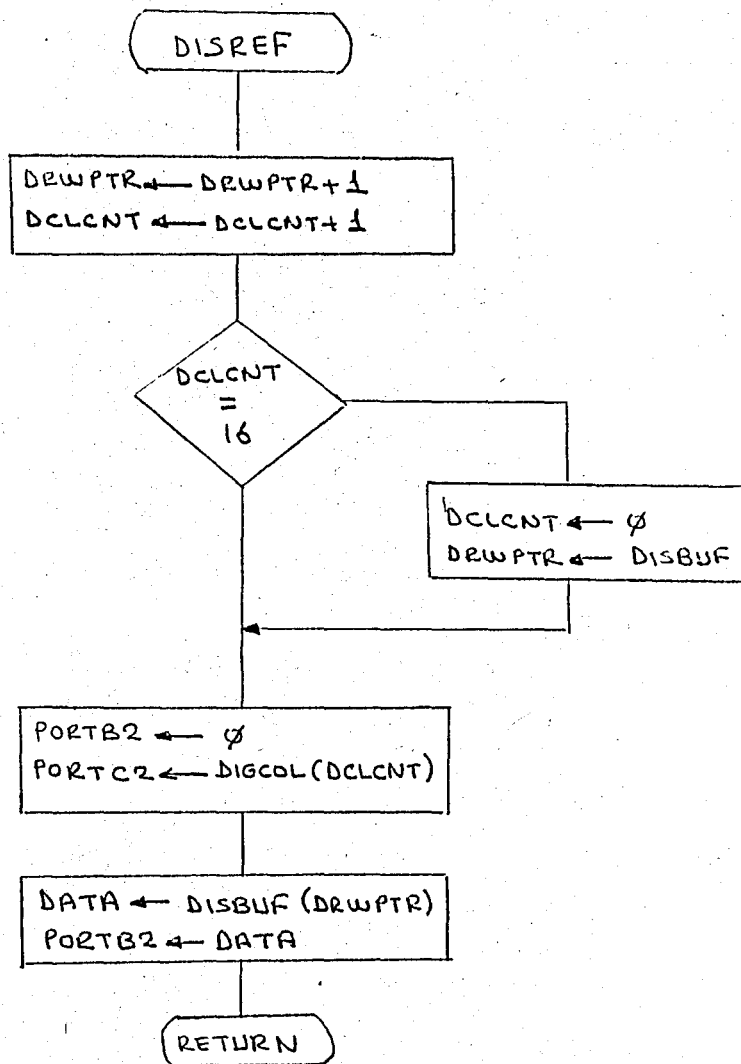 DISREF
DRWPTR ← DRWPTR+1
DCLCNT ← DCLCNT+1
DCLCNT
=
16
DCLCNT ← ∅
DRWPTR ← DISBUF
PORTB2 ← ∅
PORTC2 ← DIGCOL(DCLCNT)
DATA ← DISBUF (DRWPTR)
PORTB2 ← DATA
RETURN